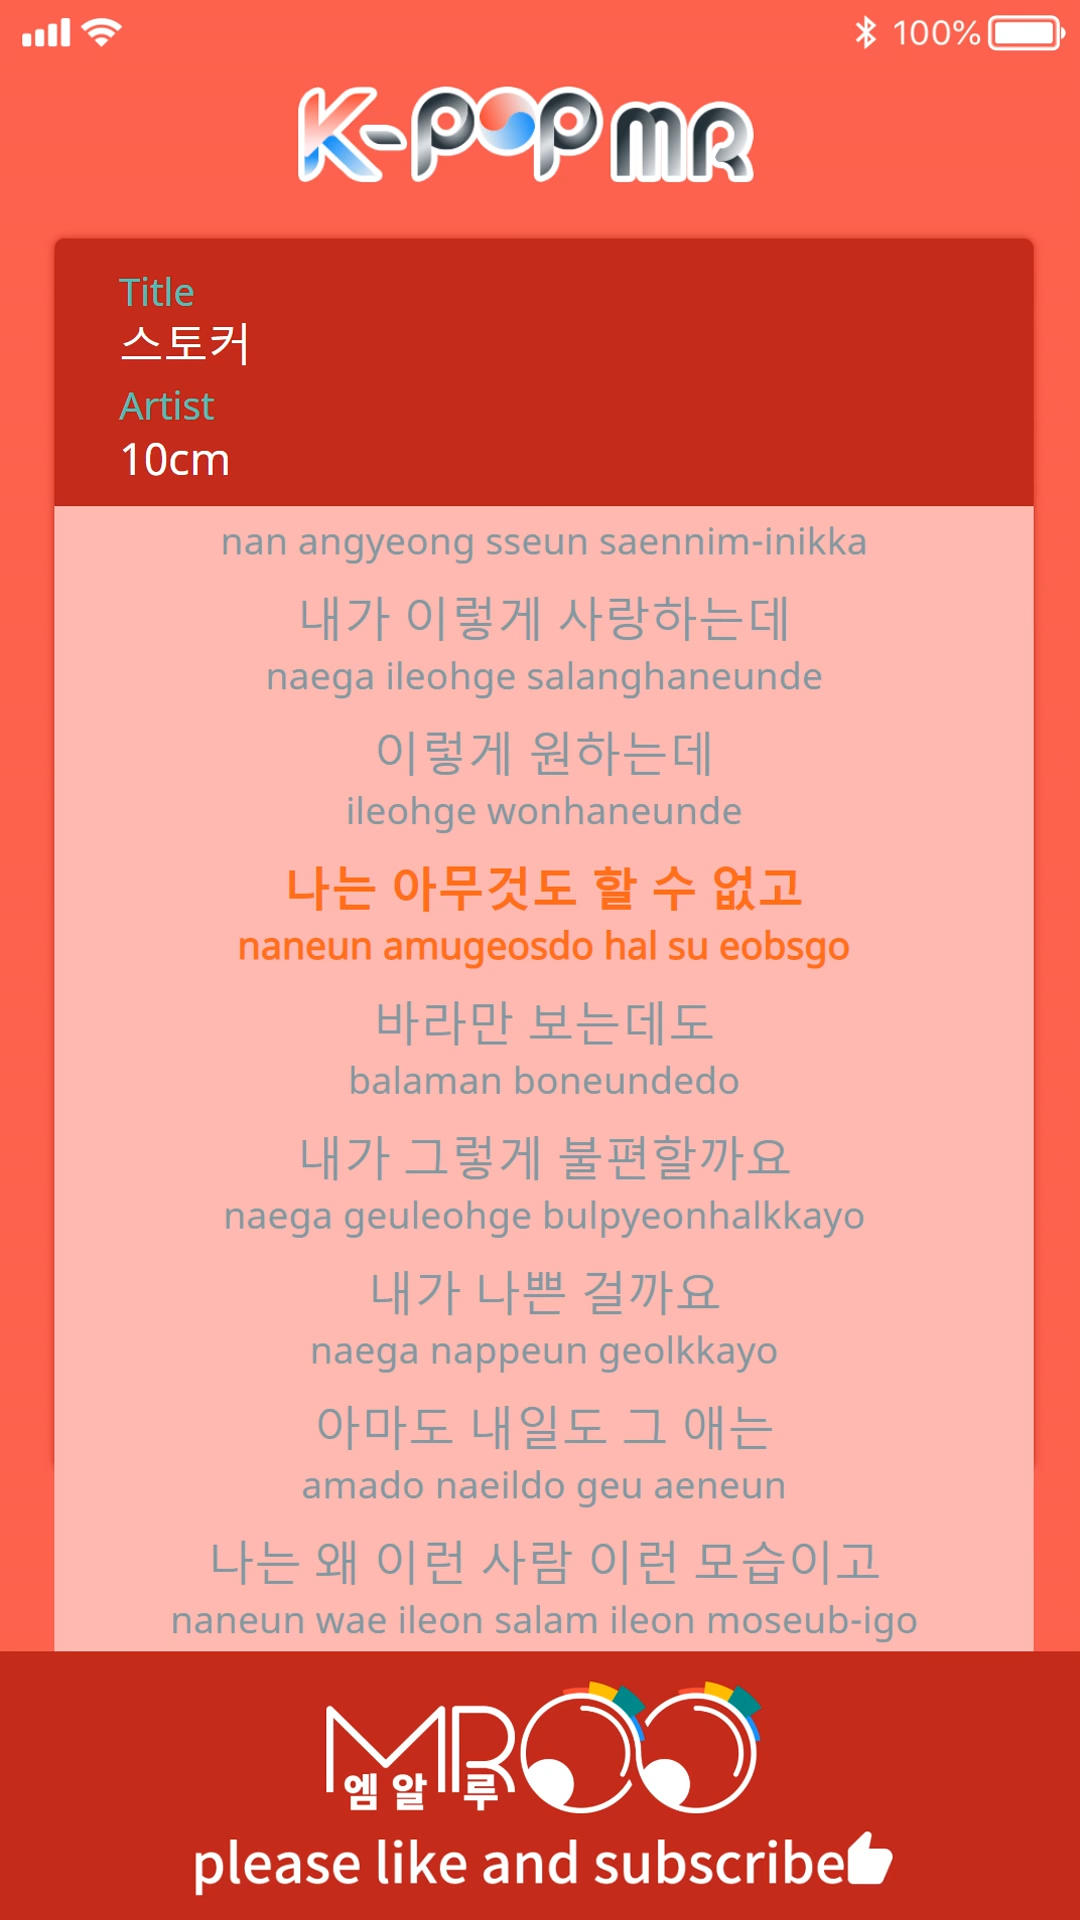 100%
K-POP MR
Title
스토커
Artist
10cm
nan angyeong sseun saennim-inikka
내가 이렇게 사랑하는데
naega ileohge salanghaneunde
이렇게 원하는데
ileohge wonhaneunde
나는 아무것도 할 수 없고
naneun amugeosdo hal su eobsgo
바라만 보는데도
balaman boneundedo
내가 그렇게 불편할까요
naega geuleohge bulpyeonhalkkayo
내가 나쁜 걸까요
naega nappeun geolkkayo
아마도 내일도 그 애는
amado naeildo geu aeneun
나는 왜 이런 사람 이런 모습이고
naneun wae ileon salam ileon moseub-igo
MROO
엠알루
please like and subscribe